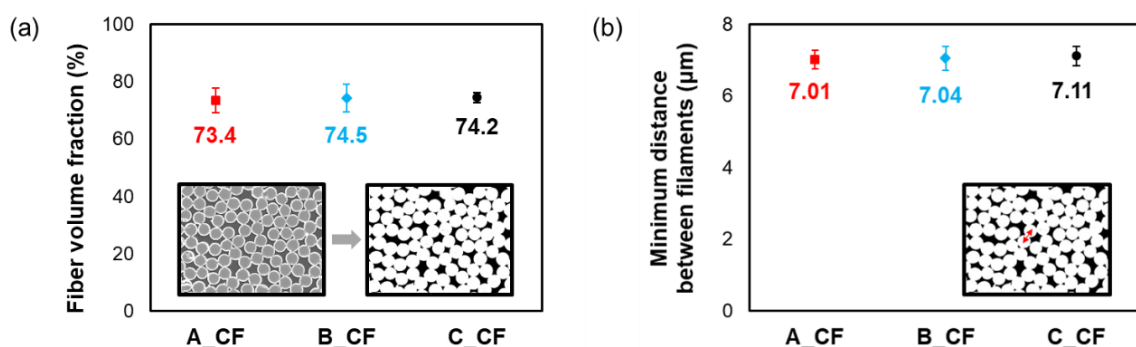 (a)
Fiber volume fraction (%)
100
80
60
40
20
0
73.4
74.5
74.2
A_CF
B_CF
C_CF
(b)
Minimum distance
between filaments (μm)
8
6
4
2
0
7.01
7.04
7.11
A_CF
B_CF
C_CF